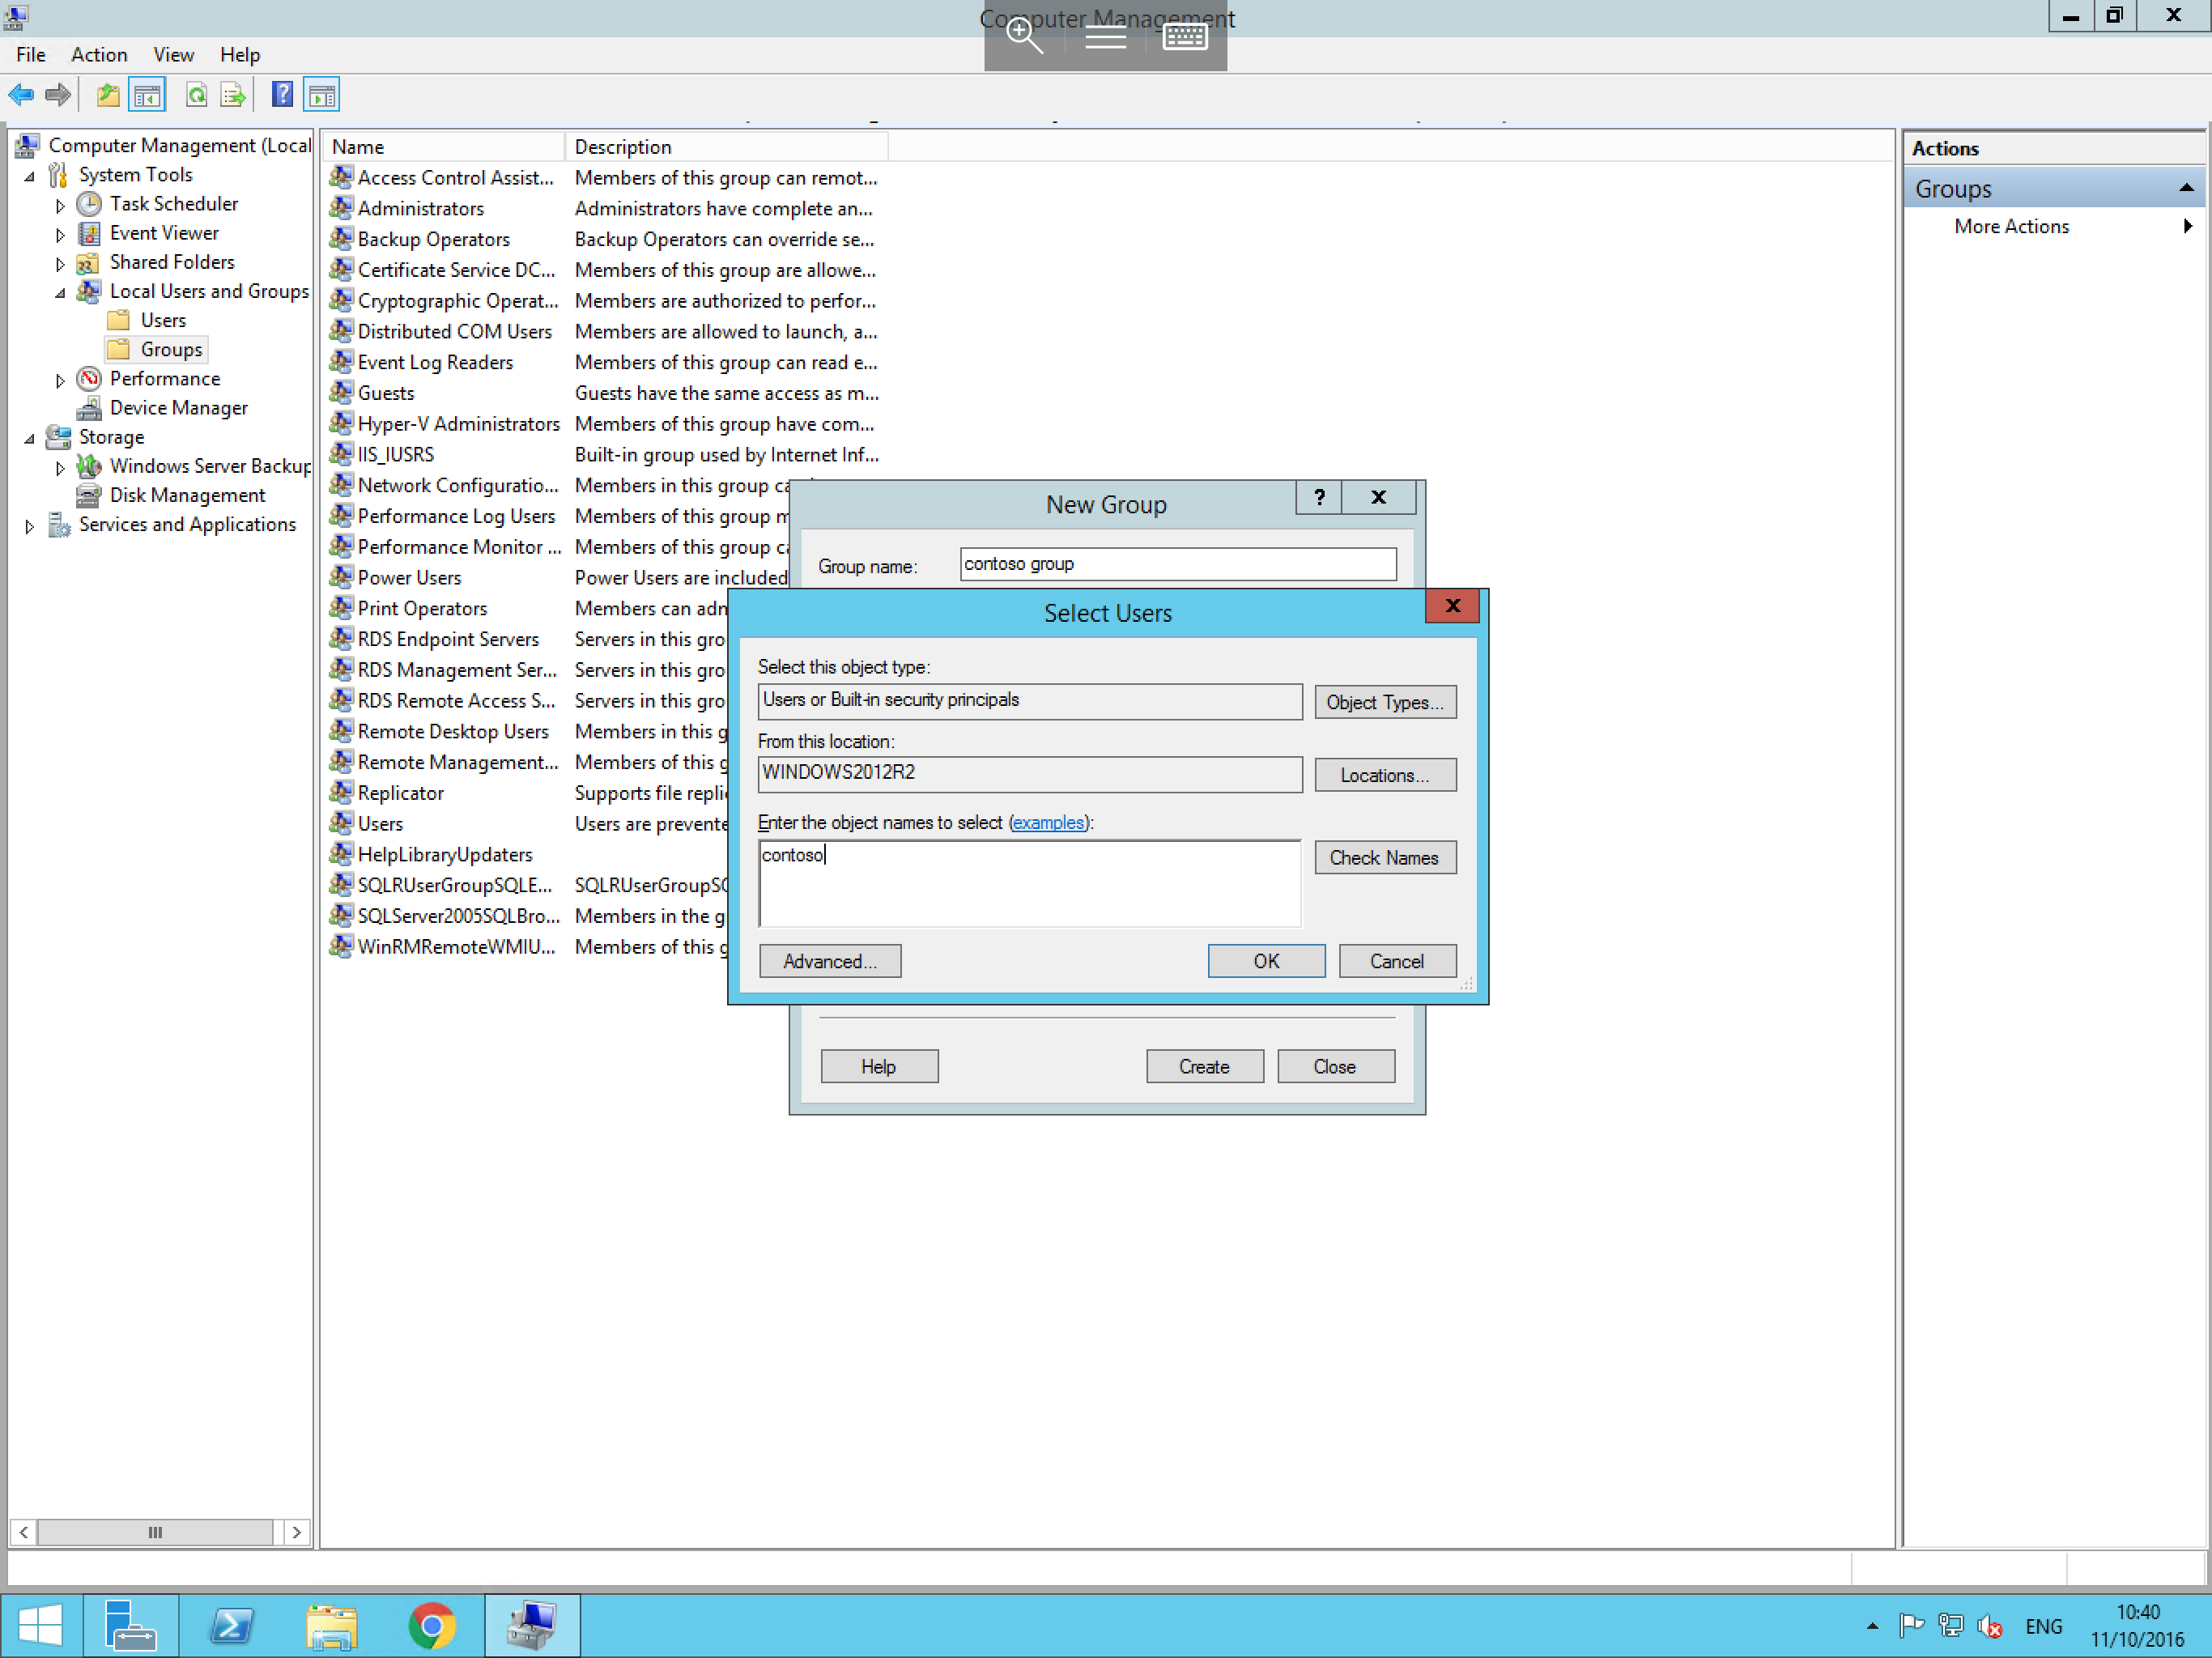 Computer Management
File Action View Help
Computer Management (Local
System Tools
Task Scheduler
Event Viewer
Shared Folders
Local Users and Groups
Users
Groups
Performance
Device Manager
Storage
Windows Server Backup
Disk Management
Services and Applications
Name Description
Access Control Assist... Members of this group can remot...
Administrators Administrators have complete an...
Backup Operators Backup Operators can override se...
Certificate Service DC... Members of this group are allowe...
Cryptographic Operat... Members are authorized to perfor...
Distributed COM Users Members are allowed to launch, a...
Event Log Readers Members of this group can read e...
Guests Guests have the same access as m...
Hyper-V Administrators Members of this group have com...
IIS_IUSRS Built-in group used by Internet Inf...
Network Configuratio... Members in this group
Performance Log Users Members of this group
Performance Monitor ... Members of this group
Power Users Power Users are included
Print Operators Members can
RDS Endpoint Servers Servers in this
RDS Management Ser... Servers in this
RDS Remote Access S... Servers in this
Remote Desktop Users Members in this
Remote Management... Members of this
Replicator Supports file
Users Users are
HelpLibraryUpdaters
SQLRUserGroupSQLE...
SQLServer2005SQLBro... Members in the
WinRMRemoteWMIU... Members of this
Actions
Groups
More Actions
New Group
?
X
Group name: contoso group
Select Users
X
Select this object type:
Users or Built-in security principals Object Types...
From this location:
WINDOWS2012R2 Locations...
Enter the object names to select (examples):
contoso Check Names
Advanced... OK Cancel
Help Create Close
ENG
10:40
11/10/2016